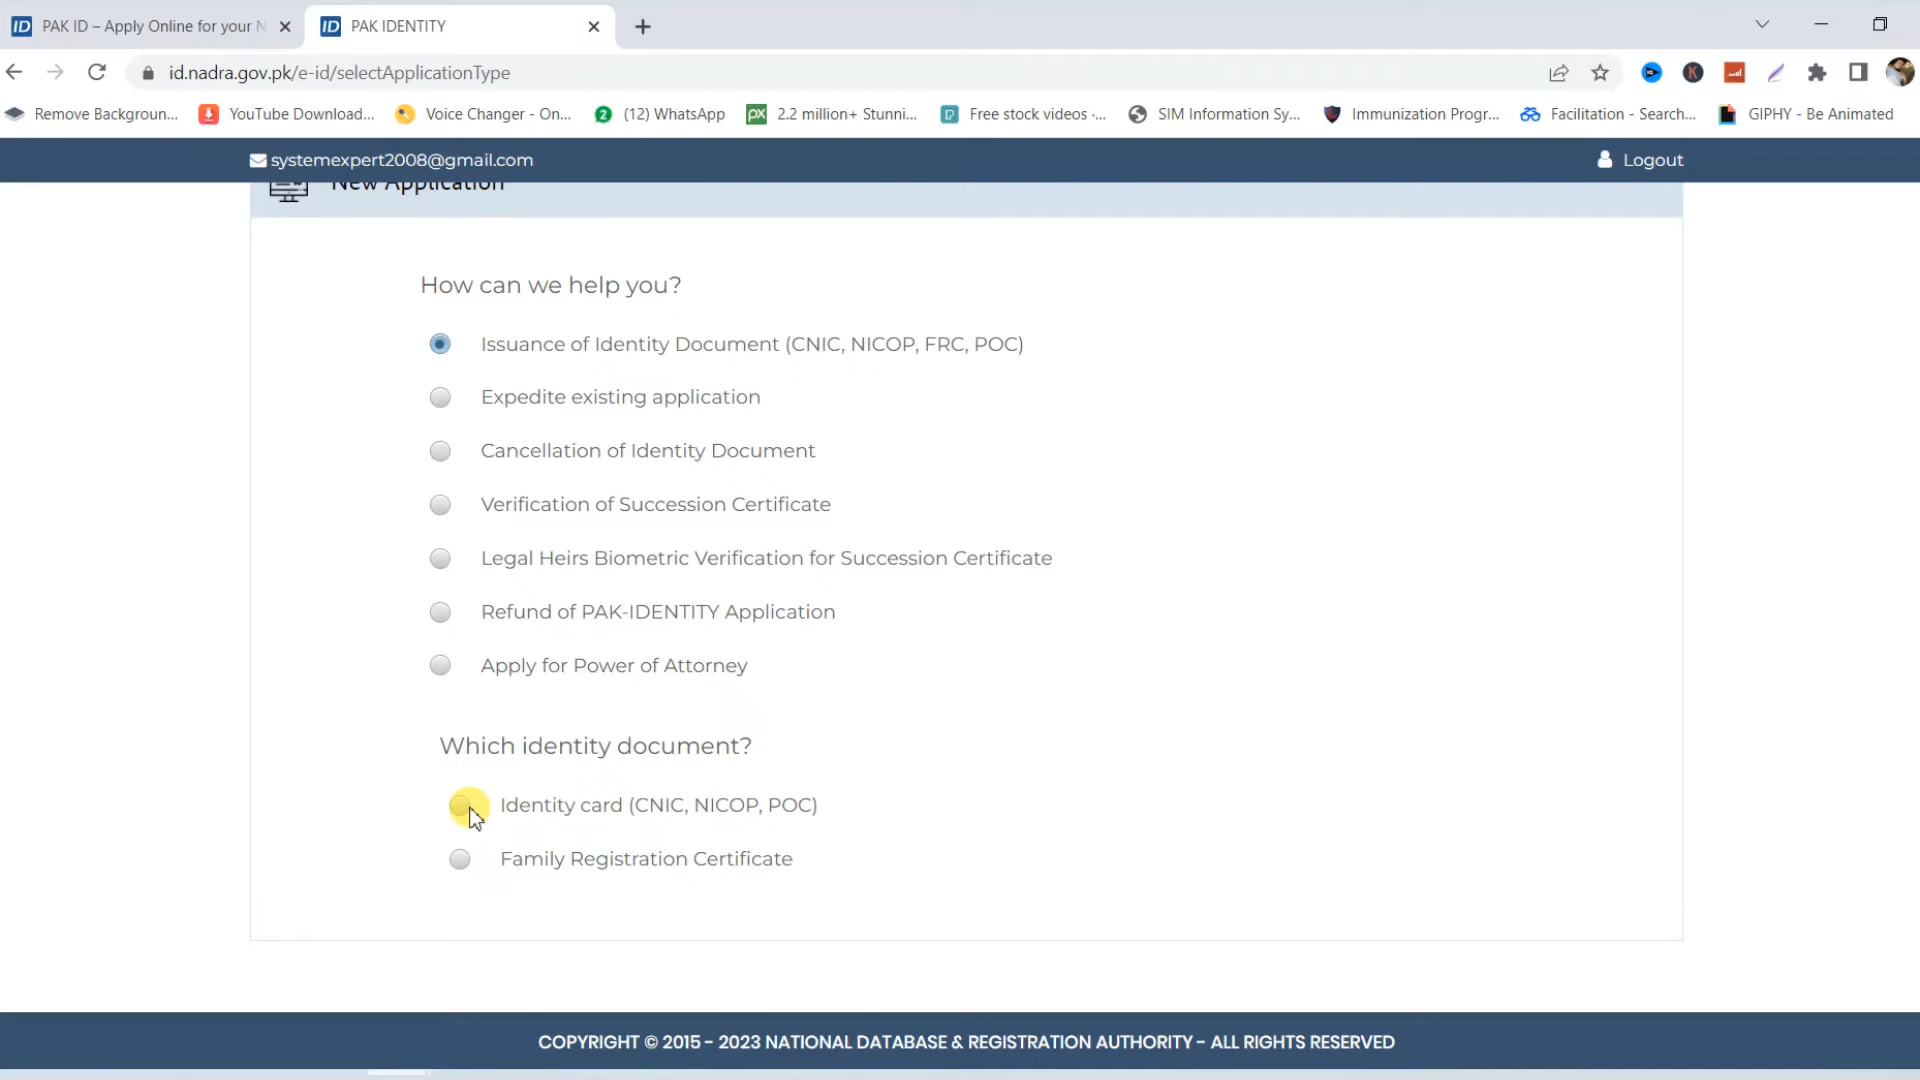 PAK ID – Apply Online for your N
PAK IDENTITY
id.nadra.gov.pk/e-id/selectApplicationType
Remove Backgroun...
YouTube Download...
Voice Changer - On...
(12) WhatsApp
2.2 million+ Stunni...
Free stock videos ·...
SIM Information Sy...
Immunization Progr...
Facilitation - Search...
GIPHY - Be Animated
systemexpert2008@gmail.com
Logout
New Application
How can we help you?
Issuance of Identity Document (CNIC, NICOP, FRC, POC)
Expedite existing application
Cancellation of Identity Document
Verification of Succession Certificate
Legal Heirs Biometric Verification for Succession Certificate
Refund of PAK-IDENTITY Application
Apply for Power of Attorney
Which identity document?
Identity card (CNIC, NICOP, POC)
Family Registration Certificate
COPYRIGHT © 2015 - 2023 NATIONAL DATABASE & REGISTRATION AUTHORITY - ALL RIGHTS RESERVED